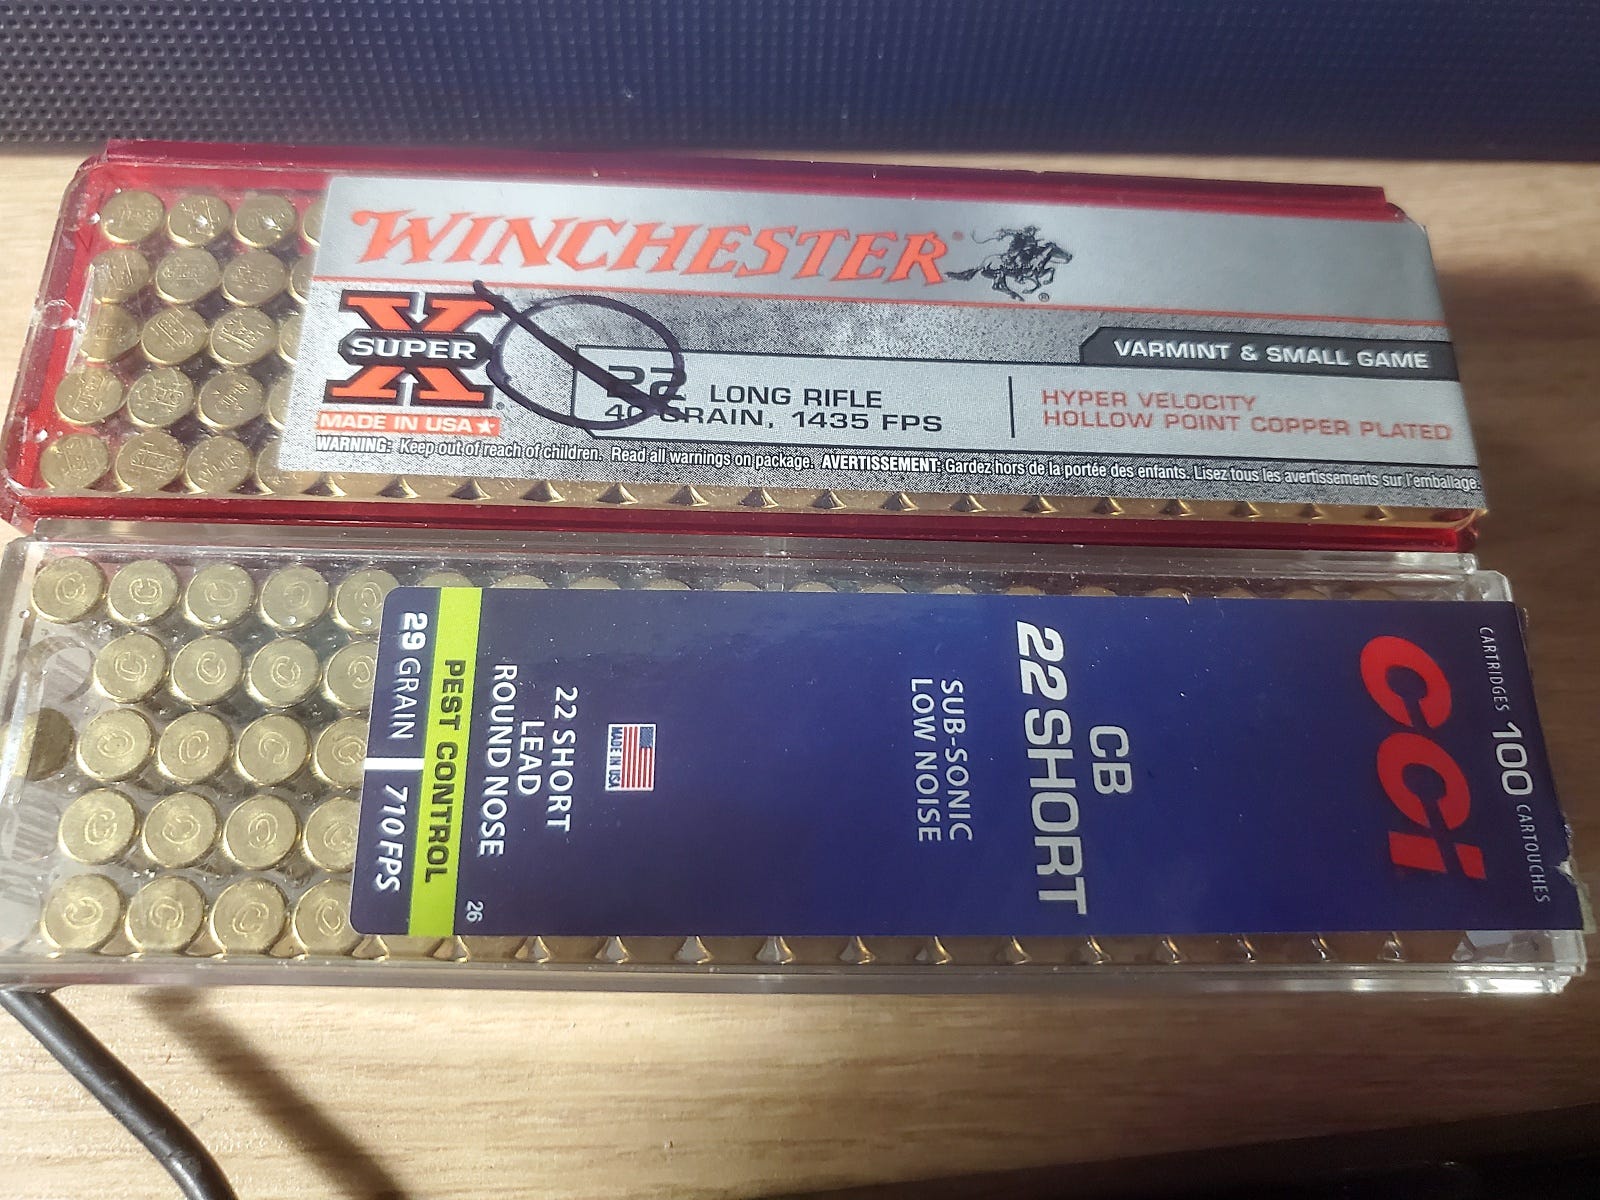 WINCHESTER®
SUPER X®
MADE IN USA
22 LONG RIFLE
40 GRAIN, 1435 FPS
VARMINT & SMALL GAME
HYPER VELOCITY
HOLLOW POINT COPPER PLATED
WARNING: Keep out of reach of children. Read all warnings on package. AVERTISSEMENT: Gardez hors de la portée des enfants. Lisez tous les avertissements sur l'emballage.
CARTRIDGES 100 CARTOUCHES
CCi
CB
22 SHORT
SUB-SONIC
LOW NOISE
MADE IN USA
22 SHORT
LEAD
ROUND NOSE
26
PEST CONTROL
29 GRAIN 710 FPS